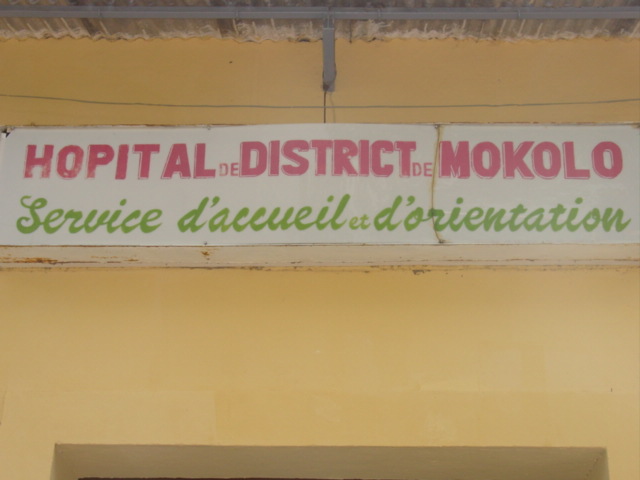 HOPITAL DE DISTRICT DE MOKOLO
Service d'accueil et d'orientation